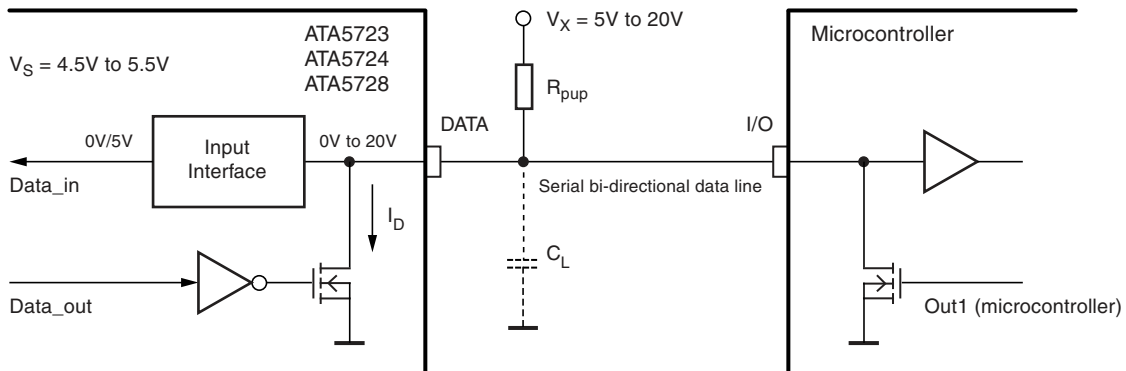 ATA5723
ATA5724
ATA5728
V_S = 4.5V to 5.5V
V_X = 5V to 20V
R_pup
Microcontroller
0V/5V
Input
Interface
0V to 20V
DATA
I/O
Data_in
Serial bi-directional data line
I_D
C_L
Data_out
Out1 (microcontroller)